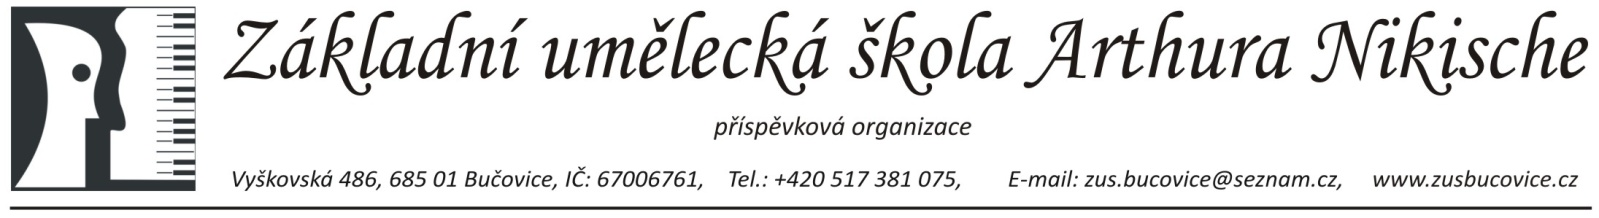 Základní umělecká škola Arthura Nikische
příspěvková organizace
Vyškovská 486, 685 01 Bučovice, IČ: 67006761, Tel.: +420 517 381 075, E-mail: zus.bucovice@seznam.cz, www.zusbucovice.cz